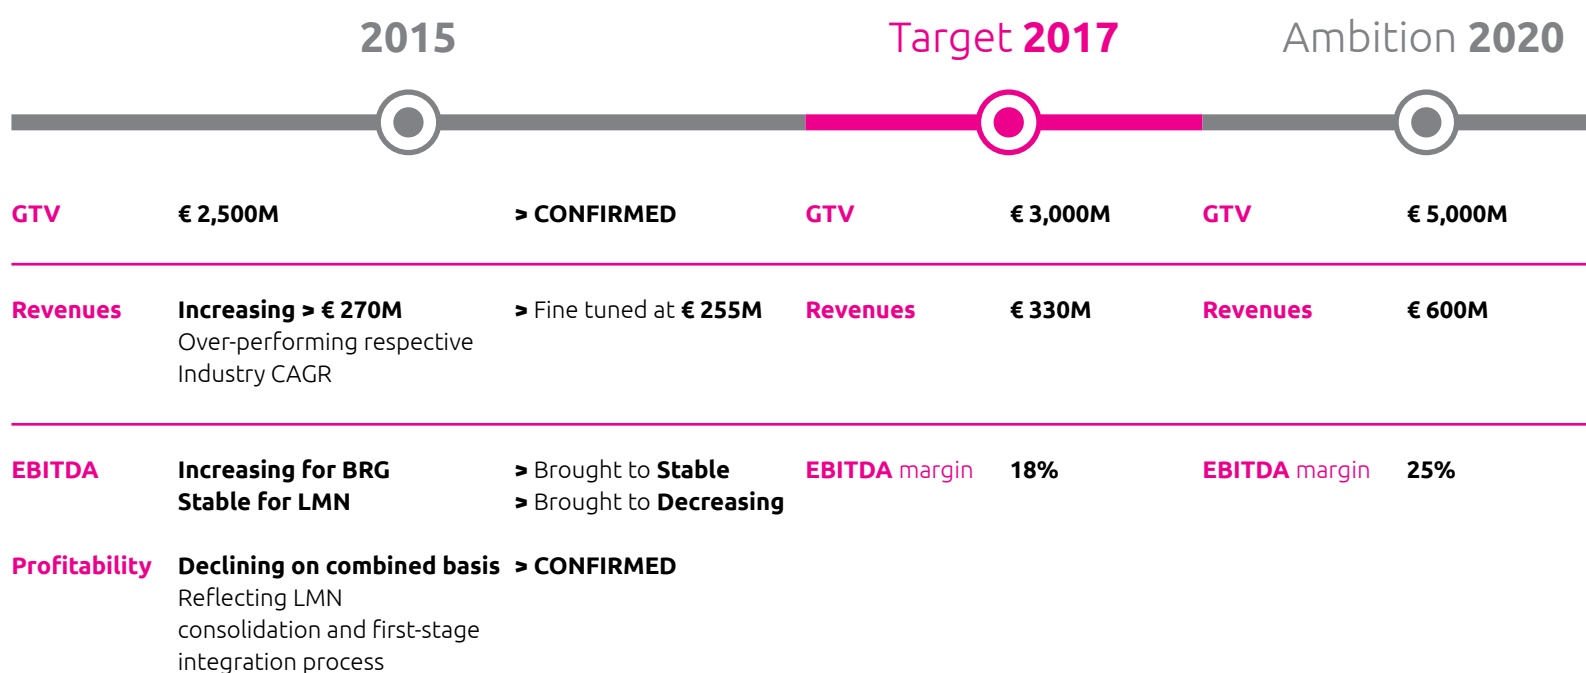 2015 Target 2017 Ambition 2020
GTV € 2,500M > CONFIRMED GTV € 3,000M GTV € 5,000M
Revenues Increasing > € 270M > Fine tuned at € 255M Revenues € 330M Revenues € 600M
Over-performing respective
Industry CAGR
EBITDA Increasing for BRG > Brought to Stable EBITDA margin 18% EBITDA margin 25%
Stable for LMN > Brought to Decreasing
Profitability Declining on combined basis > CONFIRMED
Reflecting LMN
consolidation and first-stage
integration process